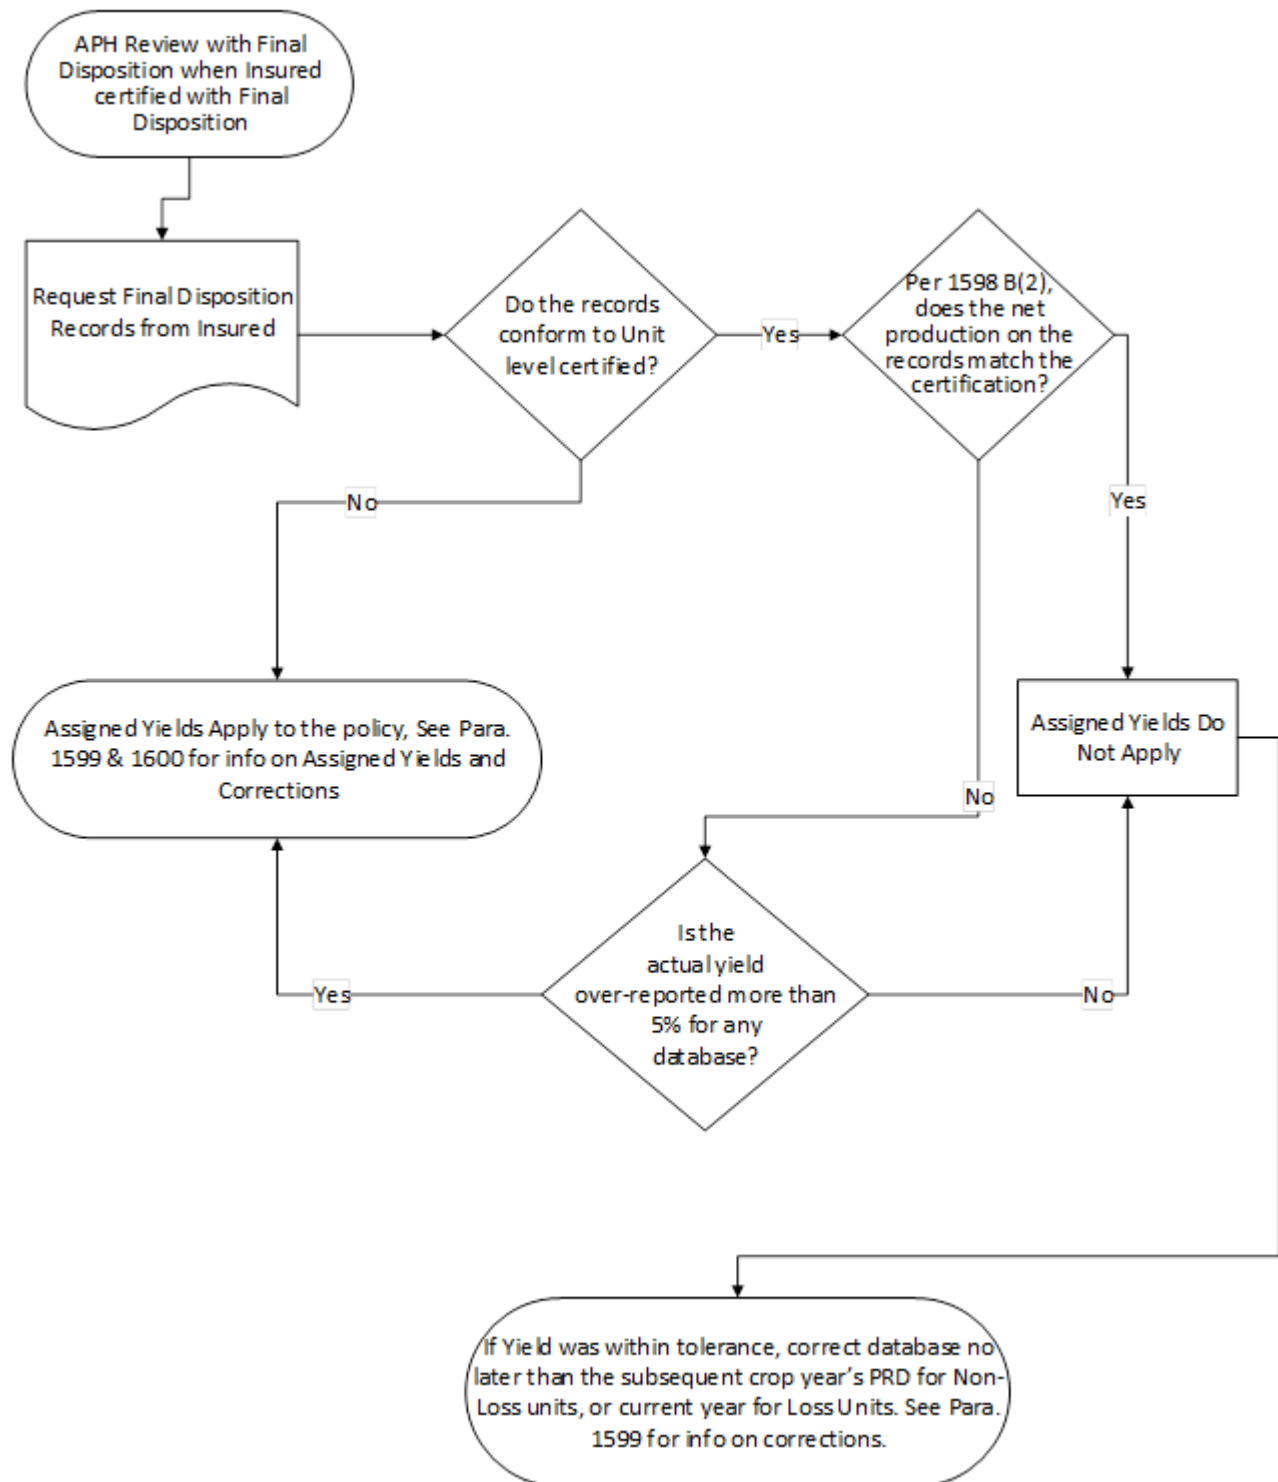 APH Review with Final
Disposition when Insured
certified with Final
Disposition
Request Final Disposition
Records from Insured
Do the records
conform to Unit
level certified?
Yes
Per 1598 B(2),
does the net
production on the
records match the
certification?
No
Yes
Assigned Yields Apply to the policy, See Para.
1599 & 1600 for info on Assigned Yields and
Corrections
Assigned Yields Do
Not Apply
No
Is the
actual yield
over-reported more than
5% for any
database?
Yes
No
If Yield was within tolerance, correct database no
later than the subsequent crop year’s PRD for Non-
Loss units, or current year for Loss Units. See Para.
1599 for info on corrections.